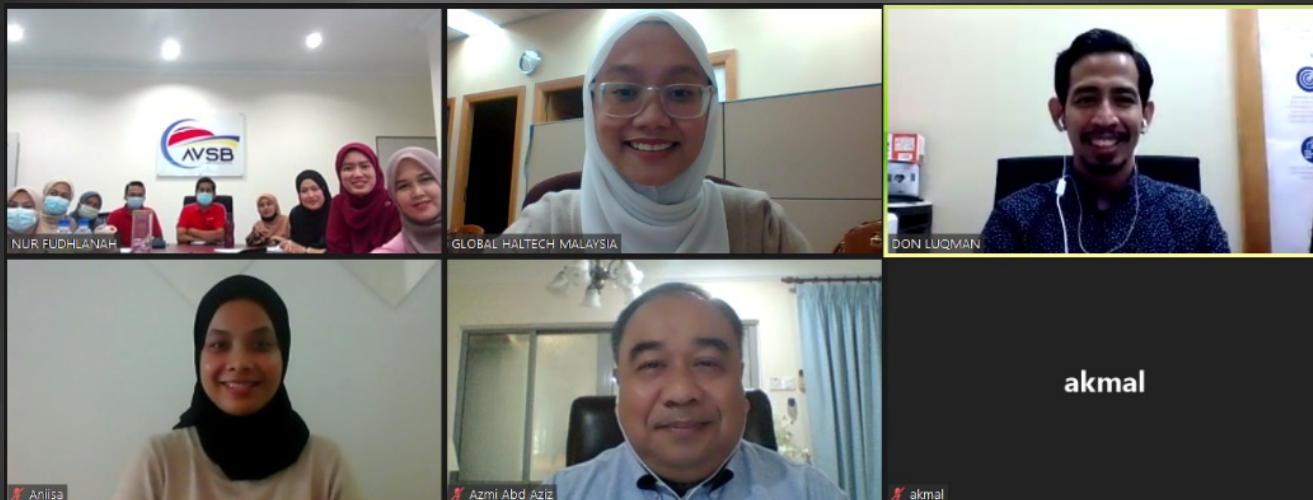 AVSB
NUR FUDHLANAH
GLOBAL HALTECH MALAYSIA
DON LUQMAN
akmal
Aniisa
Azmi Abd Aziz
akmal